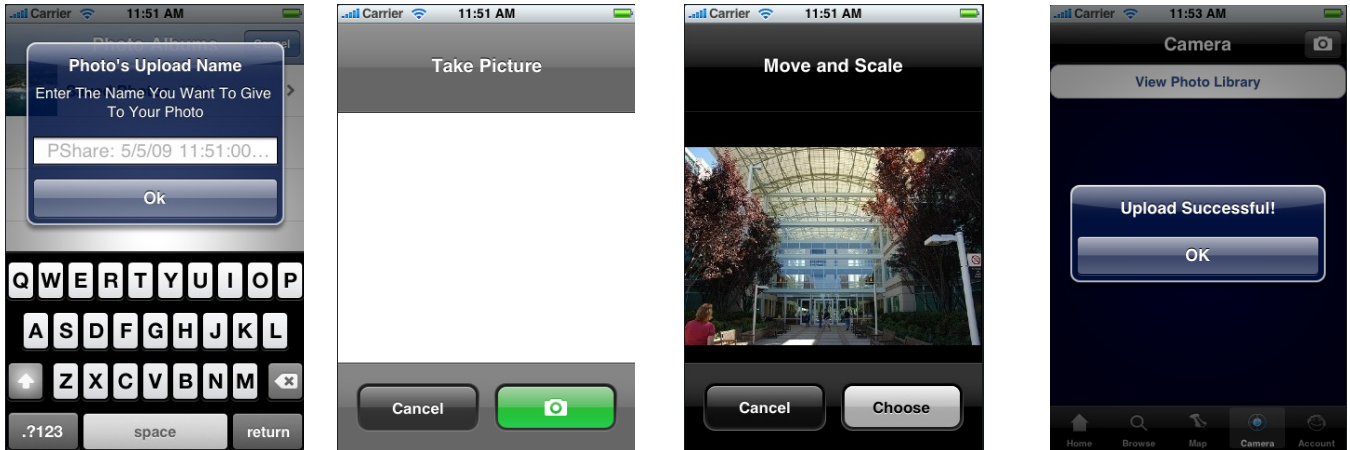 Carrier 11:51 AM
Photo Albums Cancel
Photo's Upload Name
Enter The Name You Want To Give
To Your Photo
PShare: 5/5/09 11:51:00...
Ok
Q W E R T Y U I O P
A S D F G H J K L
Z X C V B N M
.?123 space return
Carrier 11:51 AM
Take Picture
Cancel
Carrier 11:51 AM
Move and Scale
Cancel Choose
Carrier 11:53 AM
Camera
View Photo Library
Upload Successful!
OK
Home Browse Map Camera Account